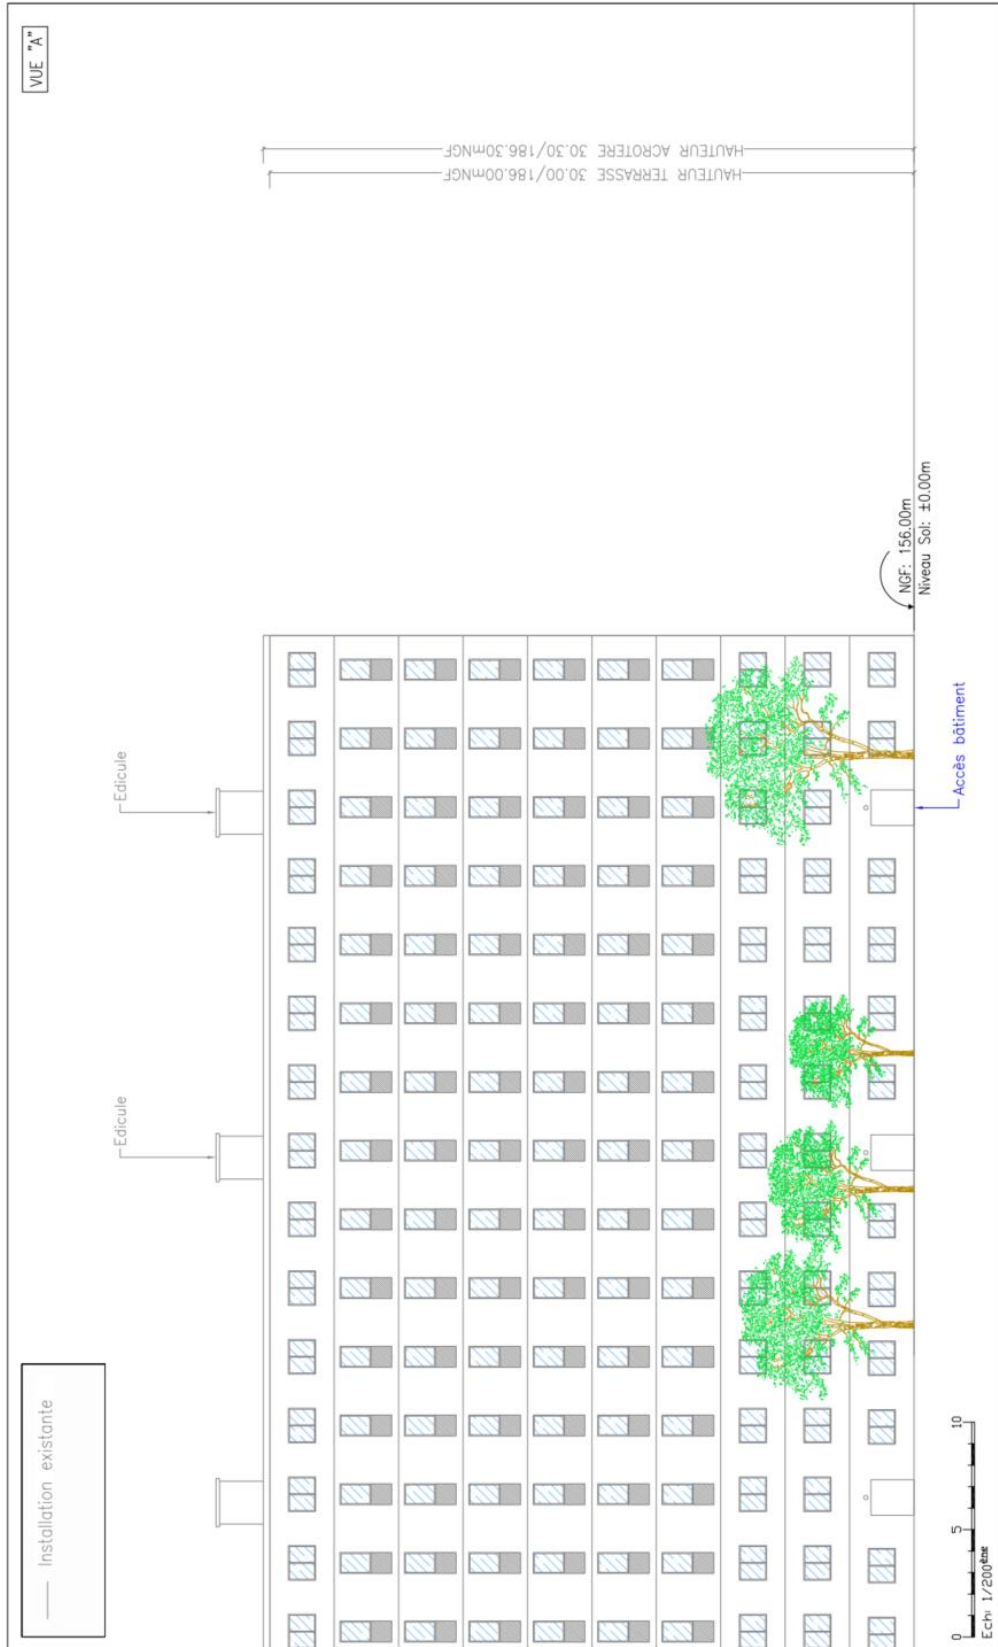 VUE "A"
Installation existante
Edicule
Edicule
HAUTEUR ACROTERE 30.30/186.30mNGF
HAUTEUR TERRASSE 30.00/186.00mNGF
NGF: 156.00m
Niveau Sol: ±0.00m
Accès bâtiment
0 5 10
Ech: 1/200ème